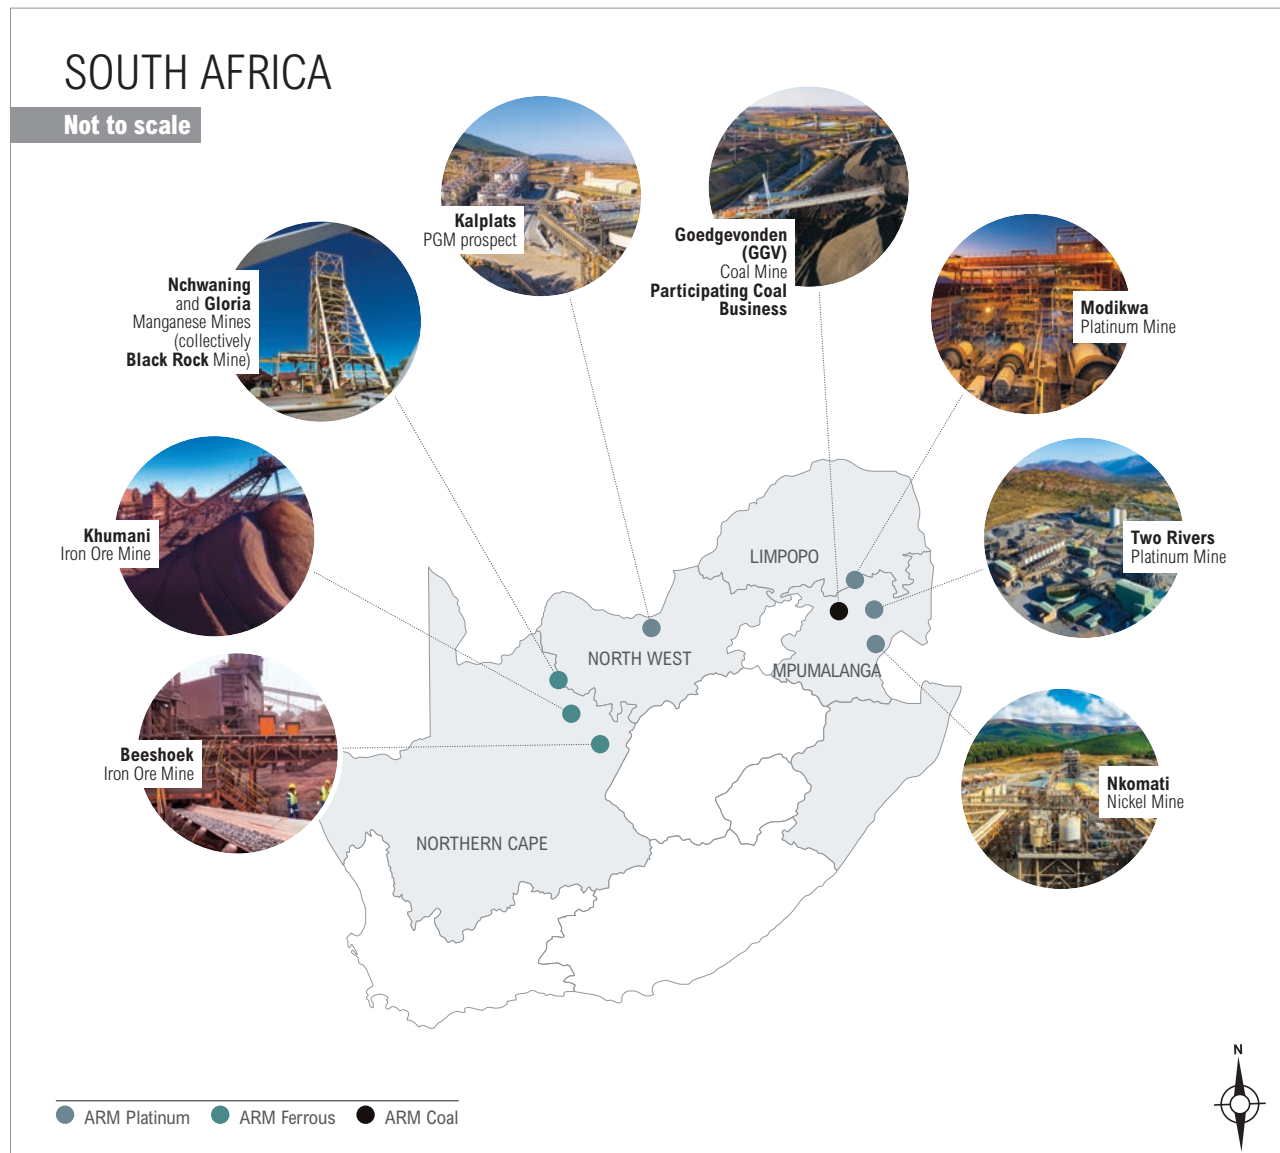 SOUTH AFRICA
Not to scale
Kalplats
PGM prospect
Goedgevonden
(GGV)
Coal Mine
Participating Coal
Business
Nchwaning
and Gloria
Manganese Mines
(collectively
Black Rock Mine)
Modikwa
Platinum Mine
Khumani
Iron Ore Mine
Two Rivers
Platinum Mine
Beeshoek
Iron Ore Mine
Nkomati
Nickel Mine
LIMPOPO
NORTH WEST
MPUMALANGA
NORTHERN CAPE
N
ARM Platinum
ARM Ferrous
ARM Coal